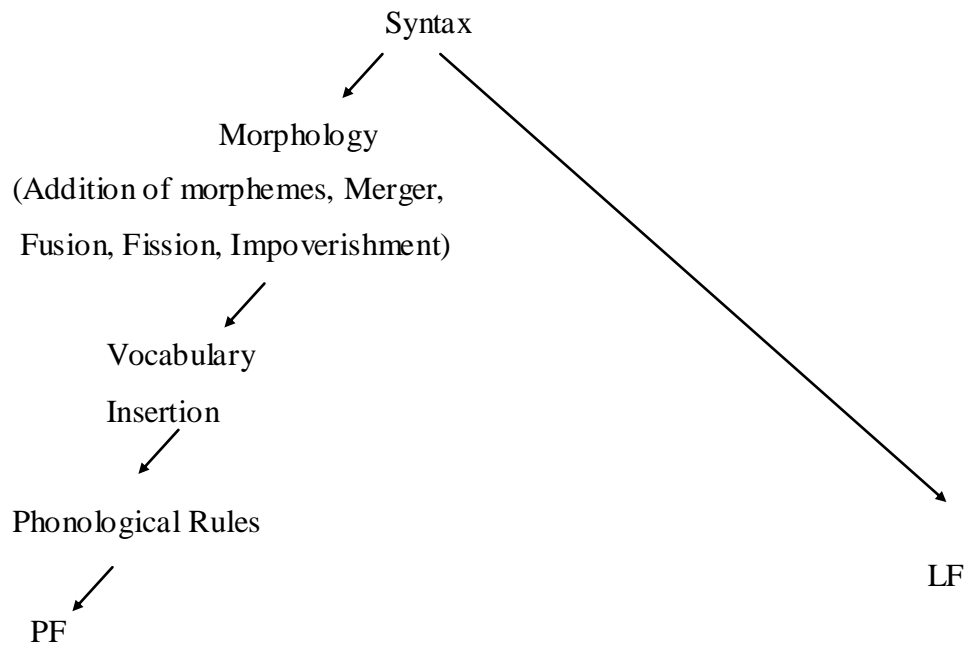 Syntax
Morphology
(Addition of morphemes, Merger,
Fusion, Fission, Impoverishment)
Vocabulary
Insertion
Phonological Rules
LF
PF